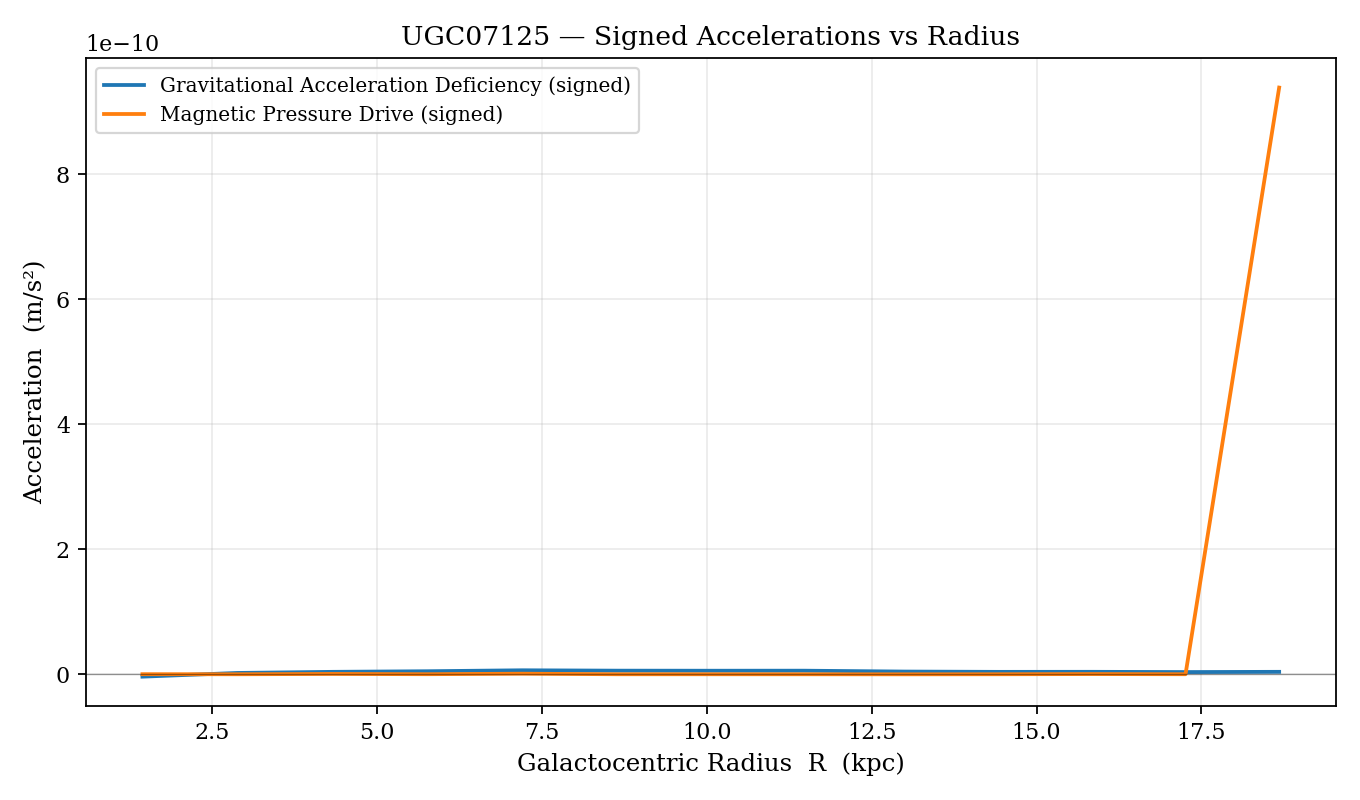 UGC07125 — Signed Accelerations vs Radius
1e−10
Gravitational Acceleration Deficiency (signed)
Magnetic Pressure Drive (signed)
Acceleration (m/s²)
8
6
4
2
0
2.5 5.0 7.5 10.0 12.5 15.0 17.5
Galactocentric Radius R (kpc)